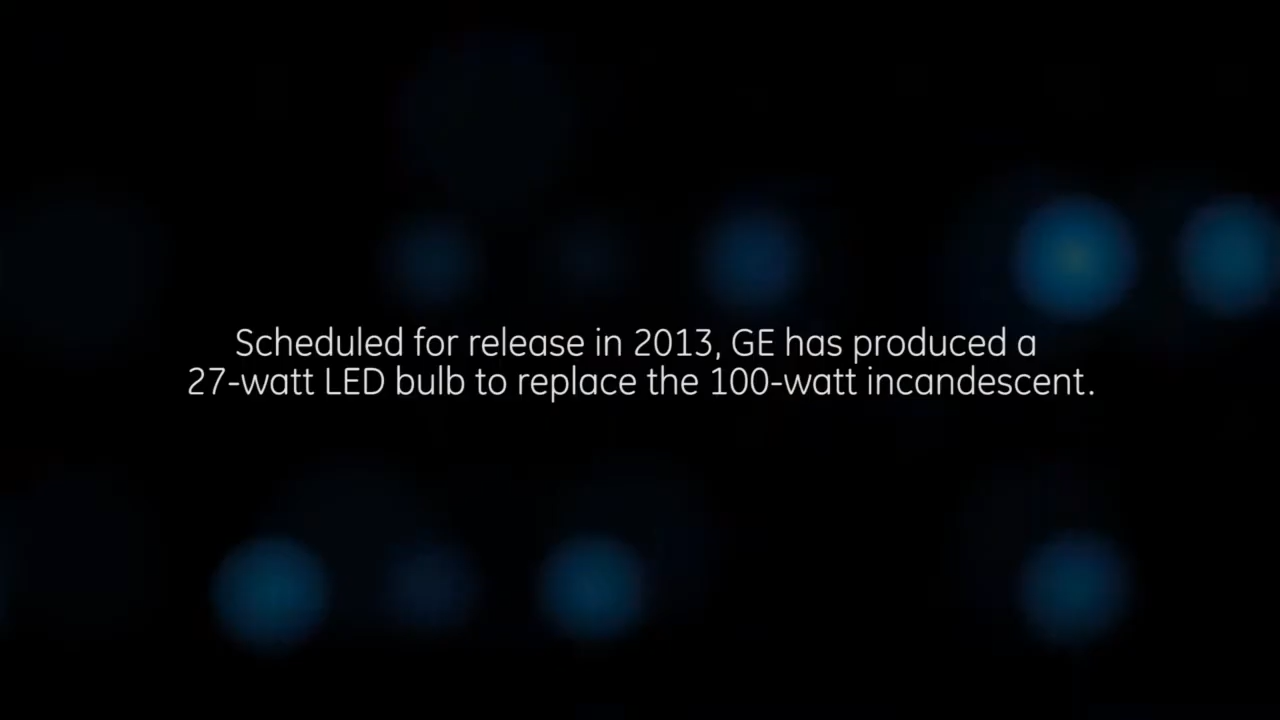 Scheduled for release in 2013, GE has produced a
27-watt LED bulb to replace the 100-watt incandescent.